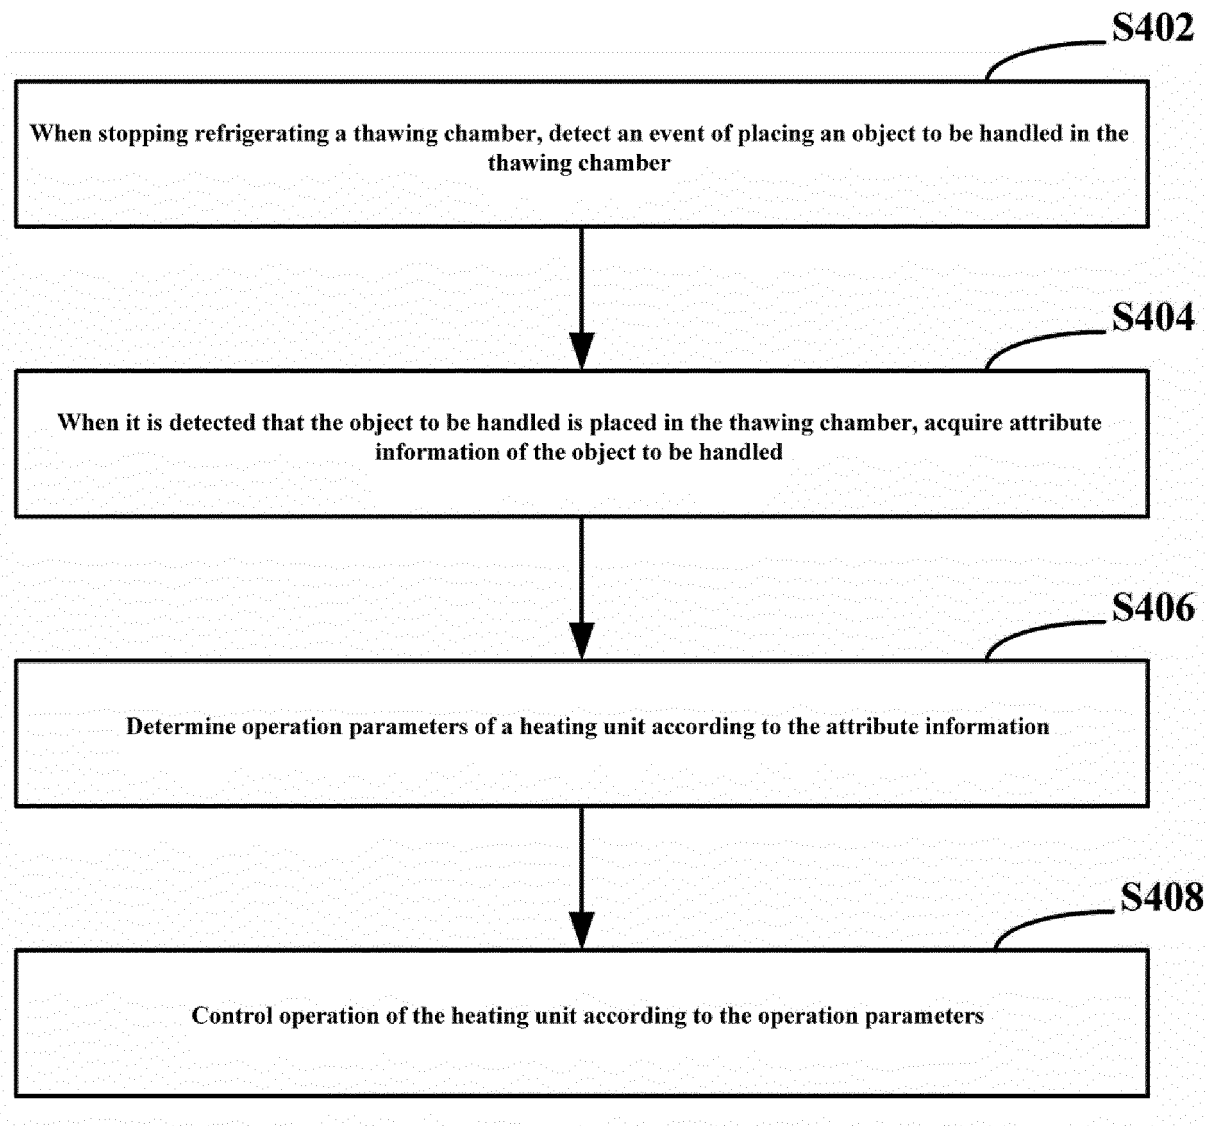 S402
When stopping refrigerating a thawing chamber, detect an event of placing an object to be handled in the
thawing chamber
S404
When it is detected that the object to be handled is placed in the thawing chamber, acquire attribute
information of the object to be handled
S406
Determine operation parameters of a heating unit according to the attribute information
S408
Control operation of the heating unit according to the operation parameters